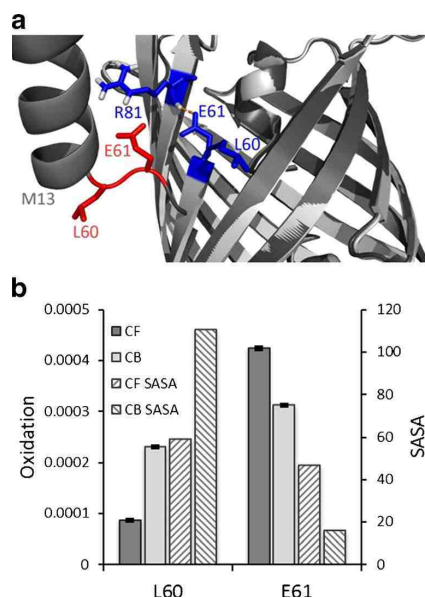 a
R81
E61
E61
L60
M13
L60
b
0.0005
0.0004
0.0003
0.0002
0.0001
0
Oxidation
CF
CB
CF SASA
CB SASA
120
100
80
60
40
20
0
SASA
L60
E61